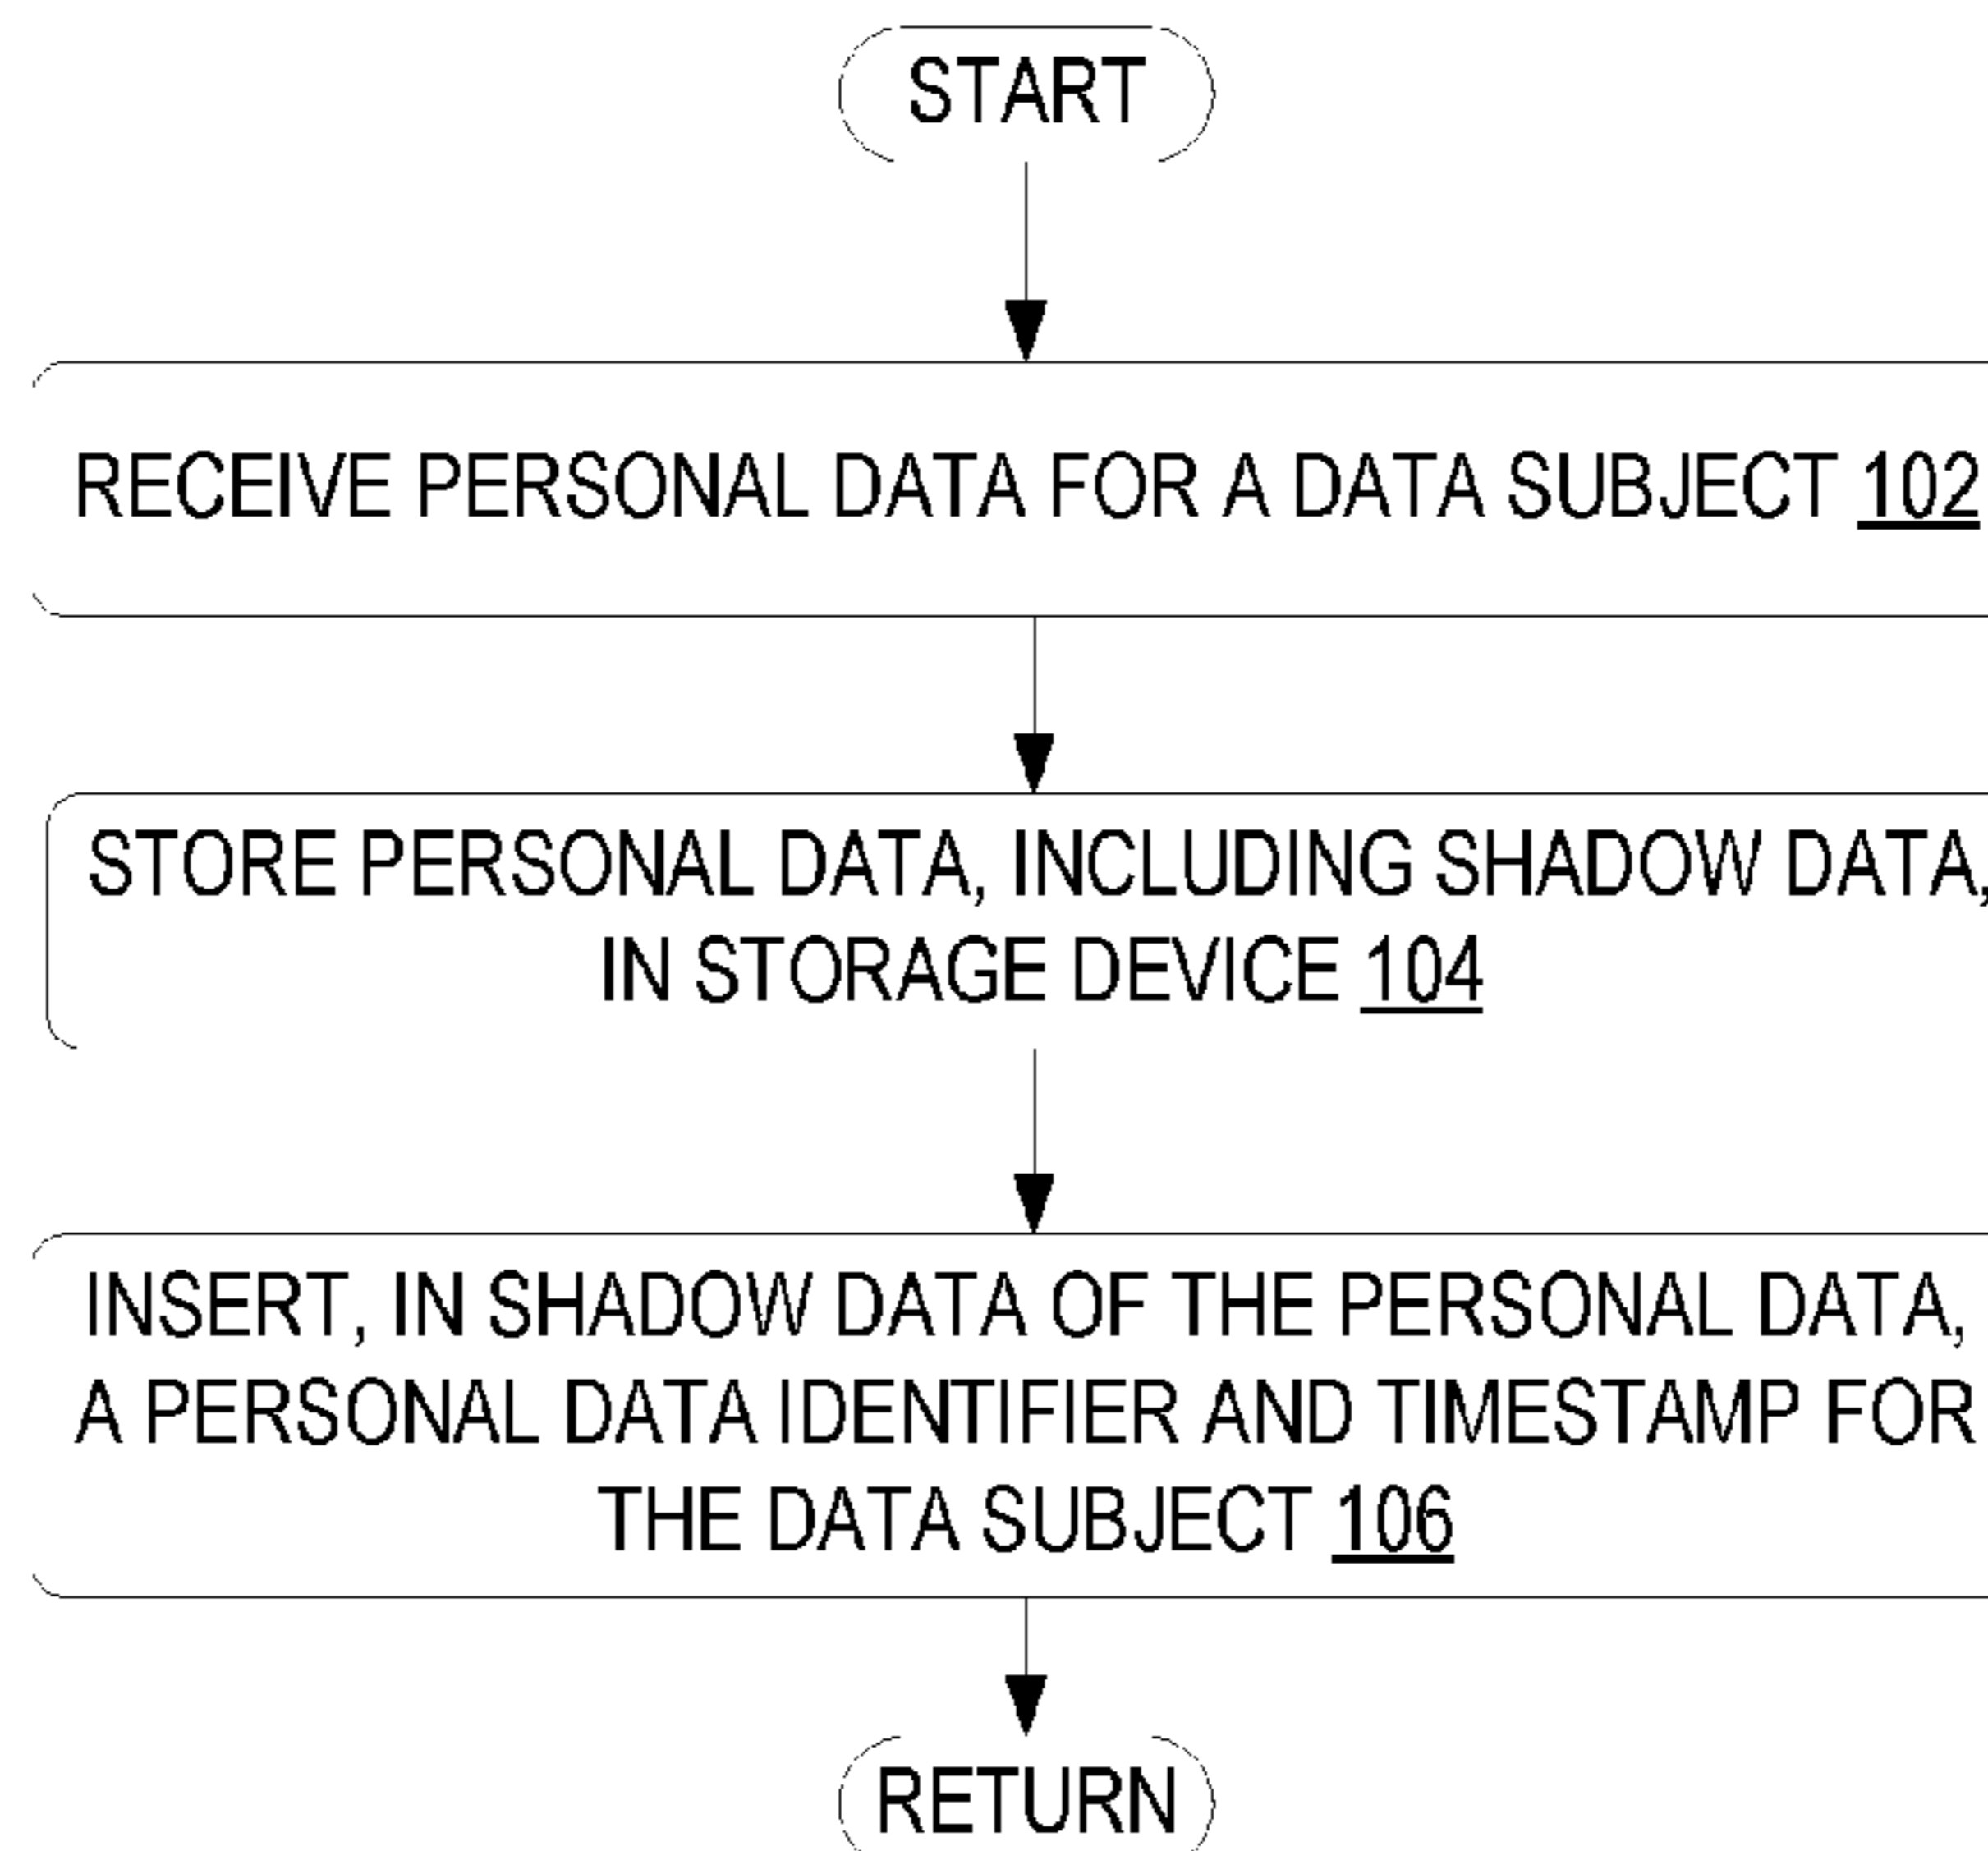 START
RECEIVE PERSONAL DATA FOR A DATA SUBJECT 102
STORE PERSONAL DATA, INCLUDING SHADOW DATA,
IN STORAGE DEVICE 104
INSERT, IN SHADOW DATA OF THE PERSONAL DATA,
A PERSONAL DATA IDENTIFIER AND TIMESTAMP FOR
THE DATA SUBJECT 106
RETURN